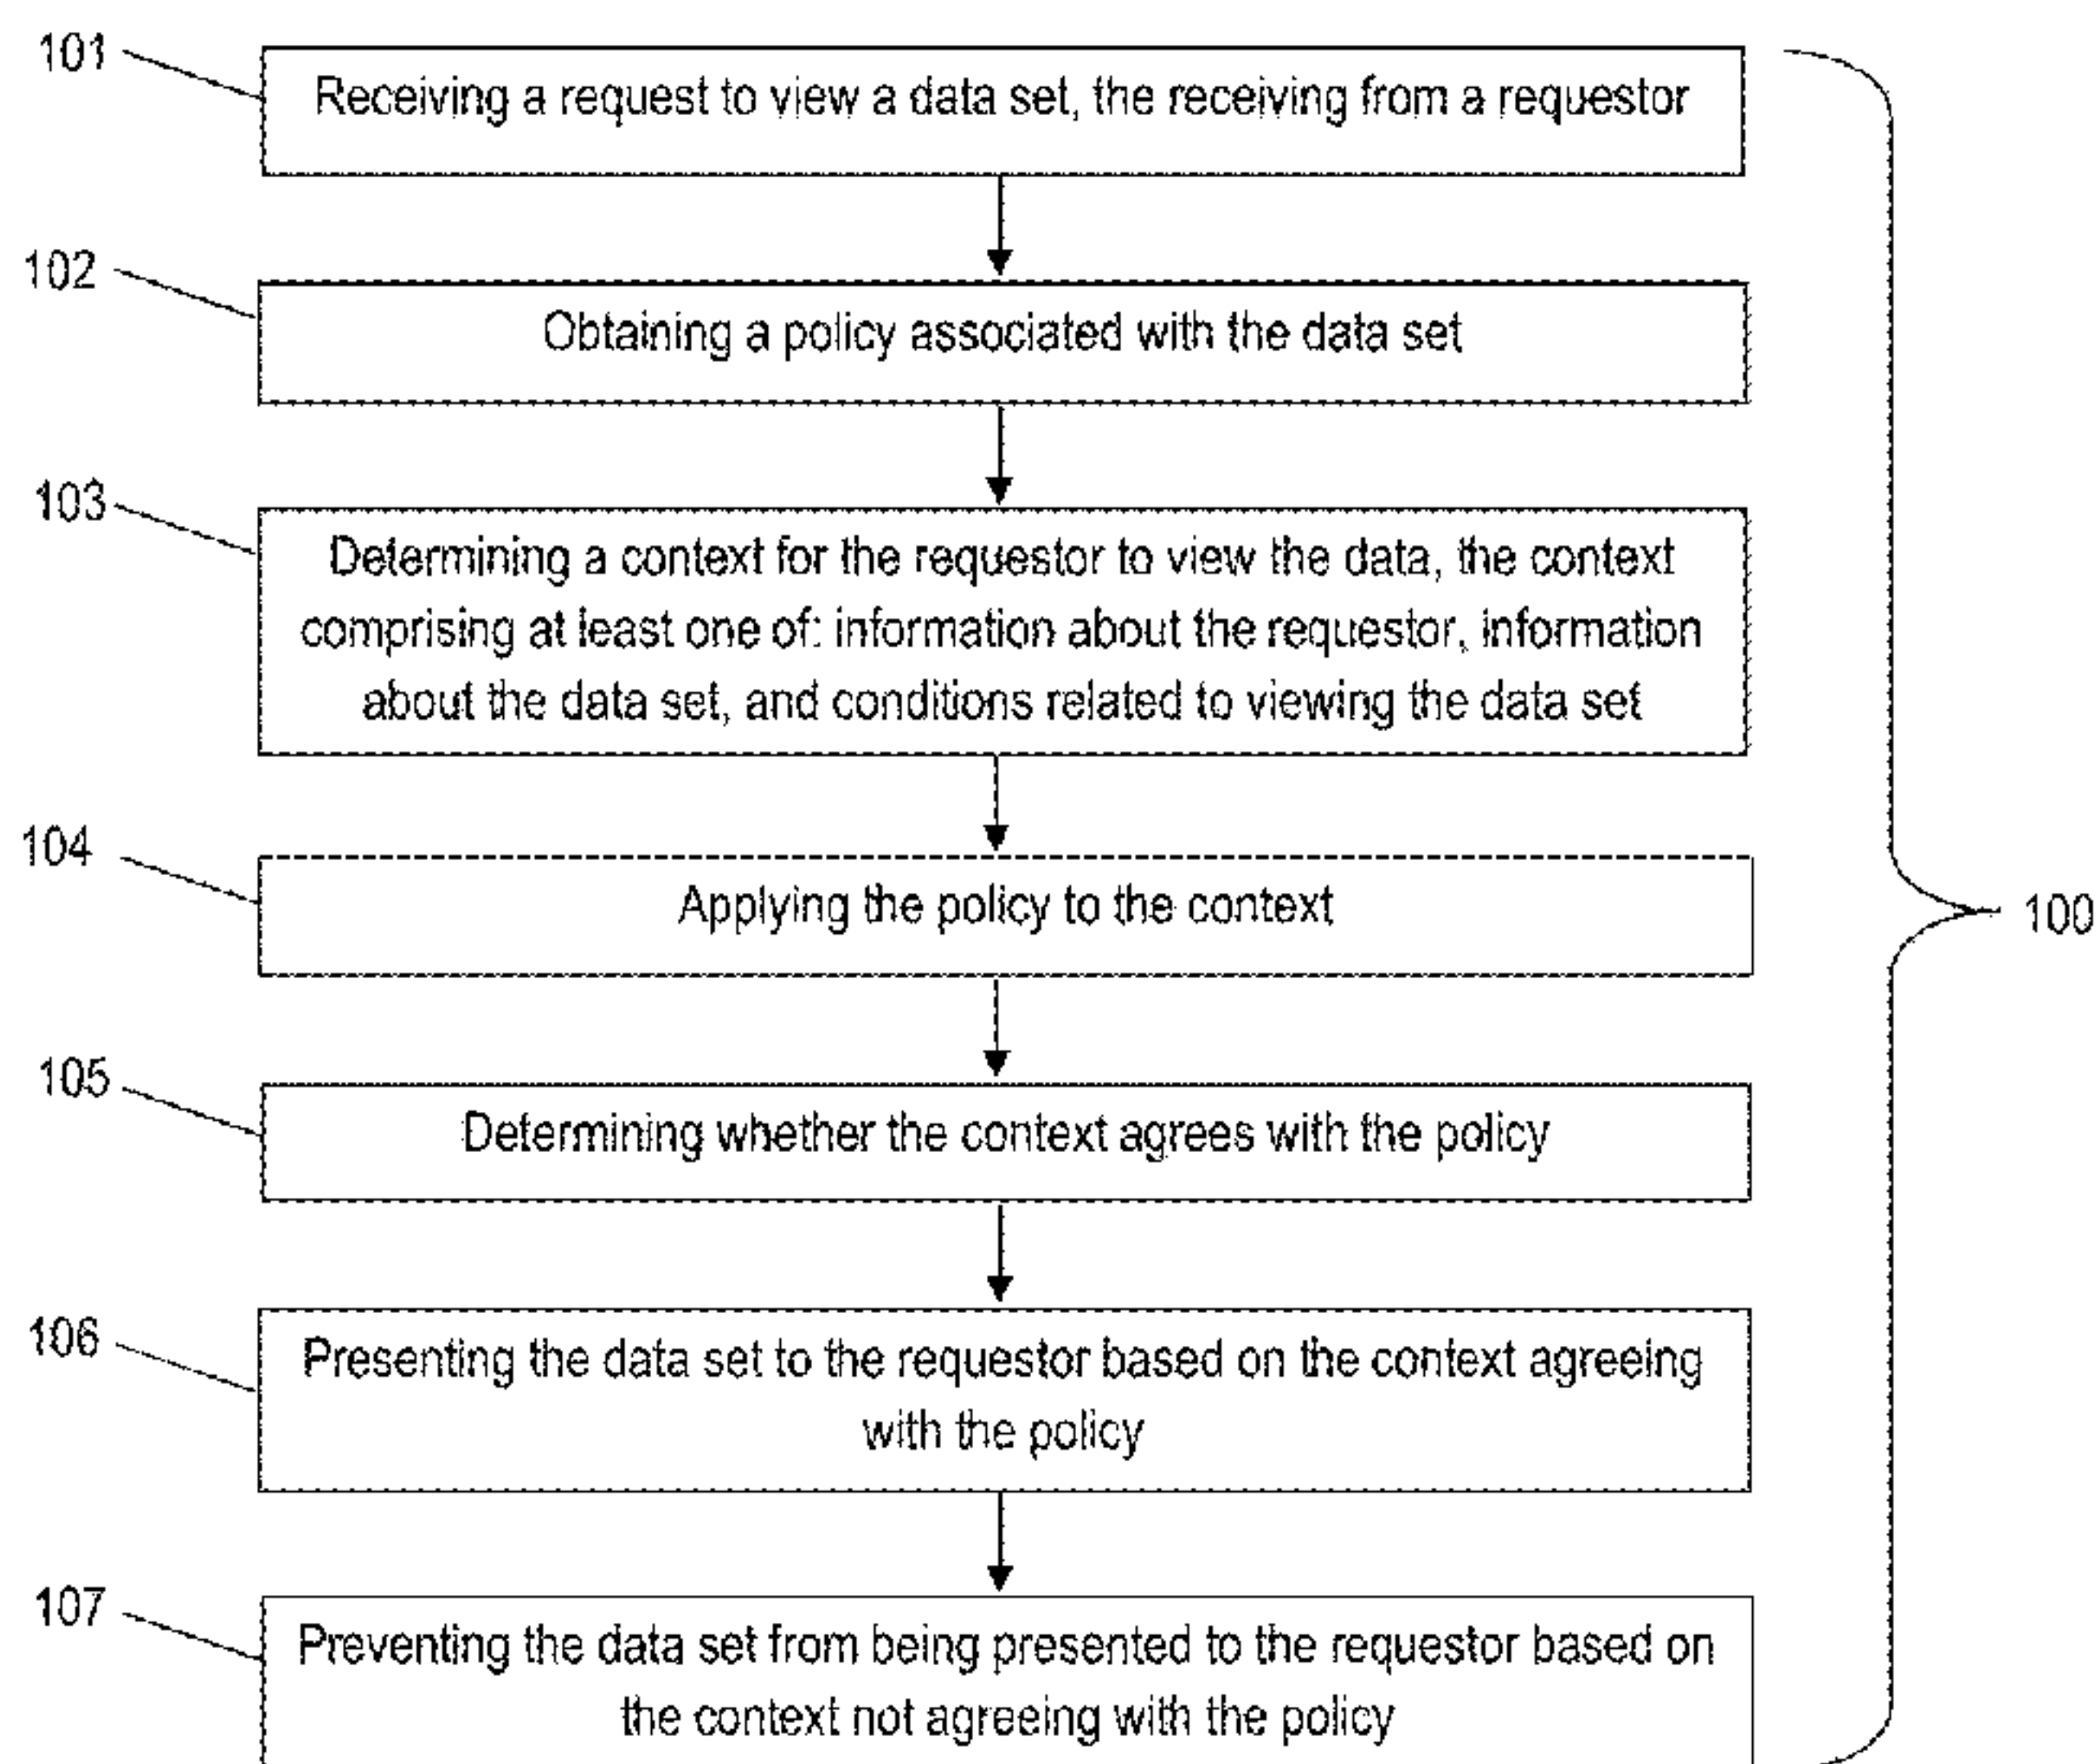 101
Receiving a request to view a data set, the receiving from a requestor
102
Obtaining a policy associated with the data set
103
Determining a context for the requestor to view the data, the context
comprising at least one of: information about the requestor, information
about the data set, and conditions related to viewing the data set
104
Applying the policy to the context
100
105
Determining whether the context agrees with the policy
106
Presenting the data set to the requestor based on the context agreeing
with the policy
107
Preventing the data set from being presented to the requestor based on
the context not agreeing with the policy